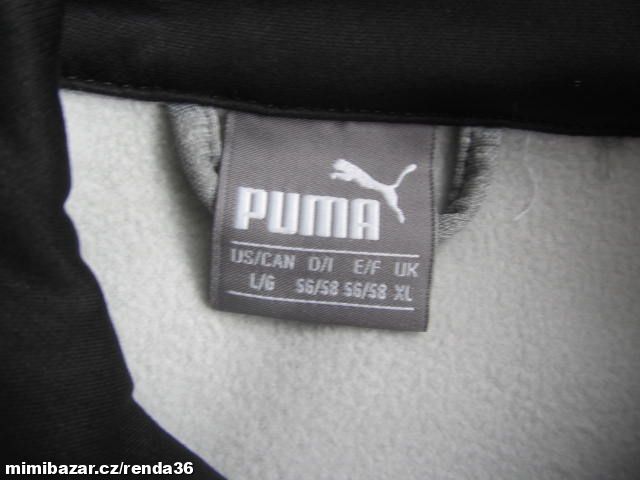 PUMA
US/CAN D/I E/F UK
L/G 56/58 56/58 XL
mimibazar.cz/renda36